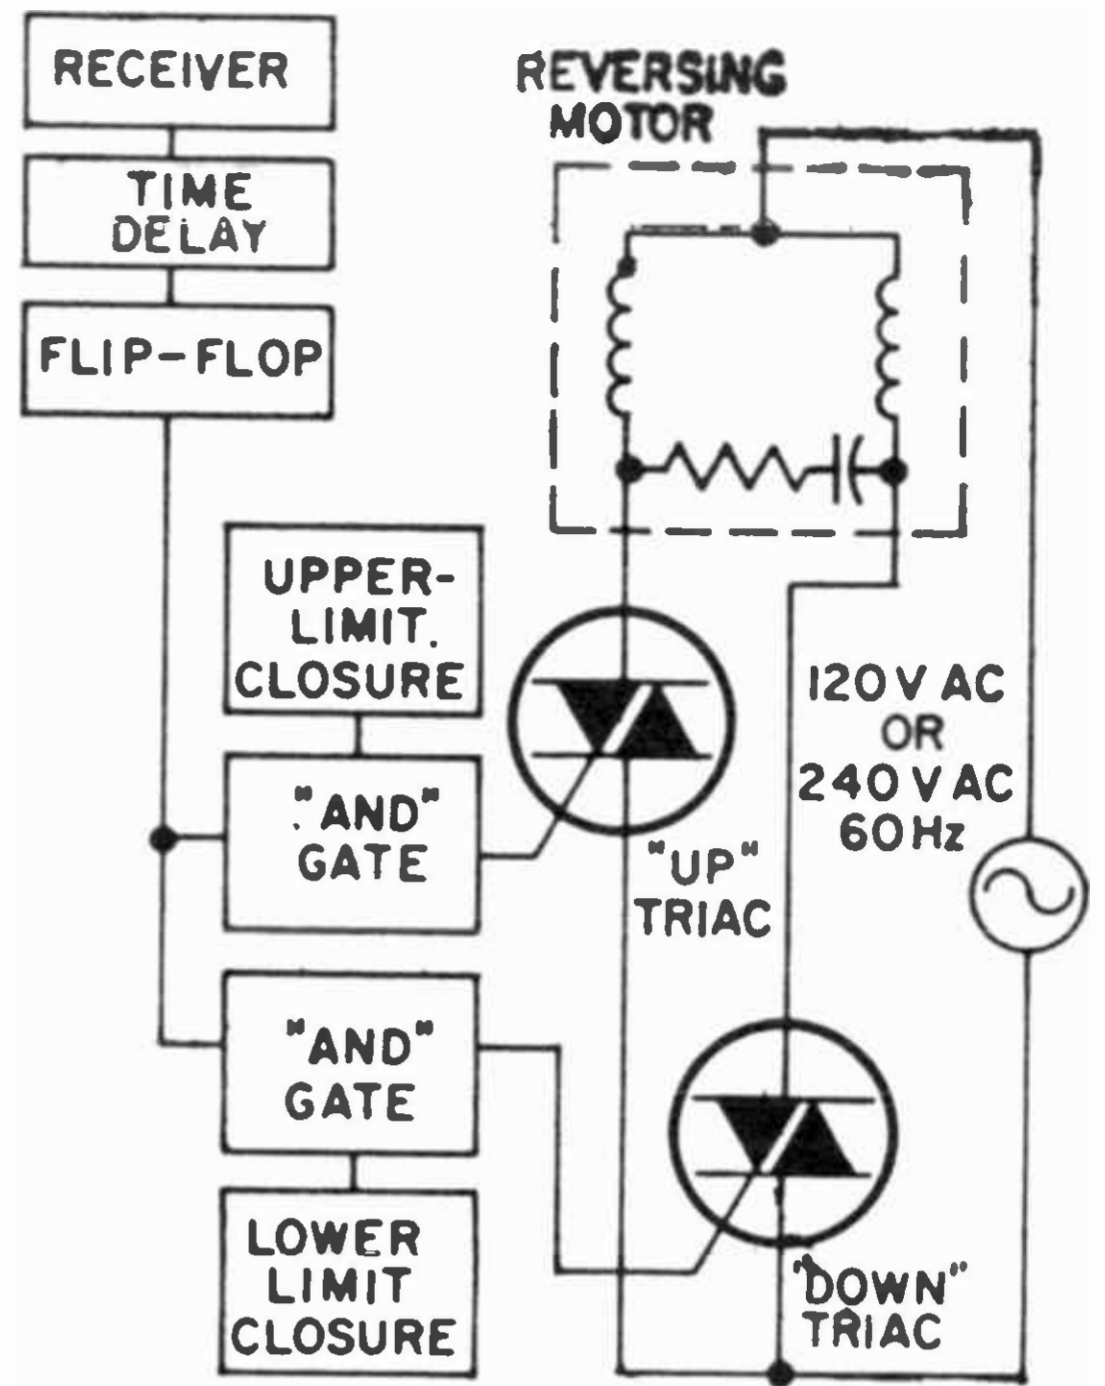 RECEIVER
TIME
DELAY
FLIP-FLOP
REVERSING
MOTOR
UPPER-
LIMIT.
CLOSURE
"AND"
GATE
"UP"
TRIAC
120 V AC
OR
240 V AC
60 Hz
"AND"
GATE
LOWER
LIMIT
CLOSURE
"DOWN"
TRIAC